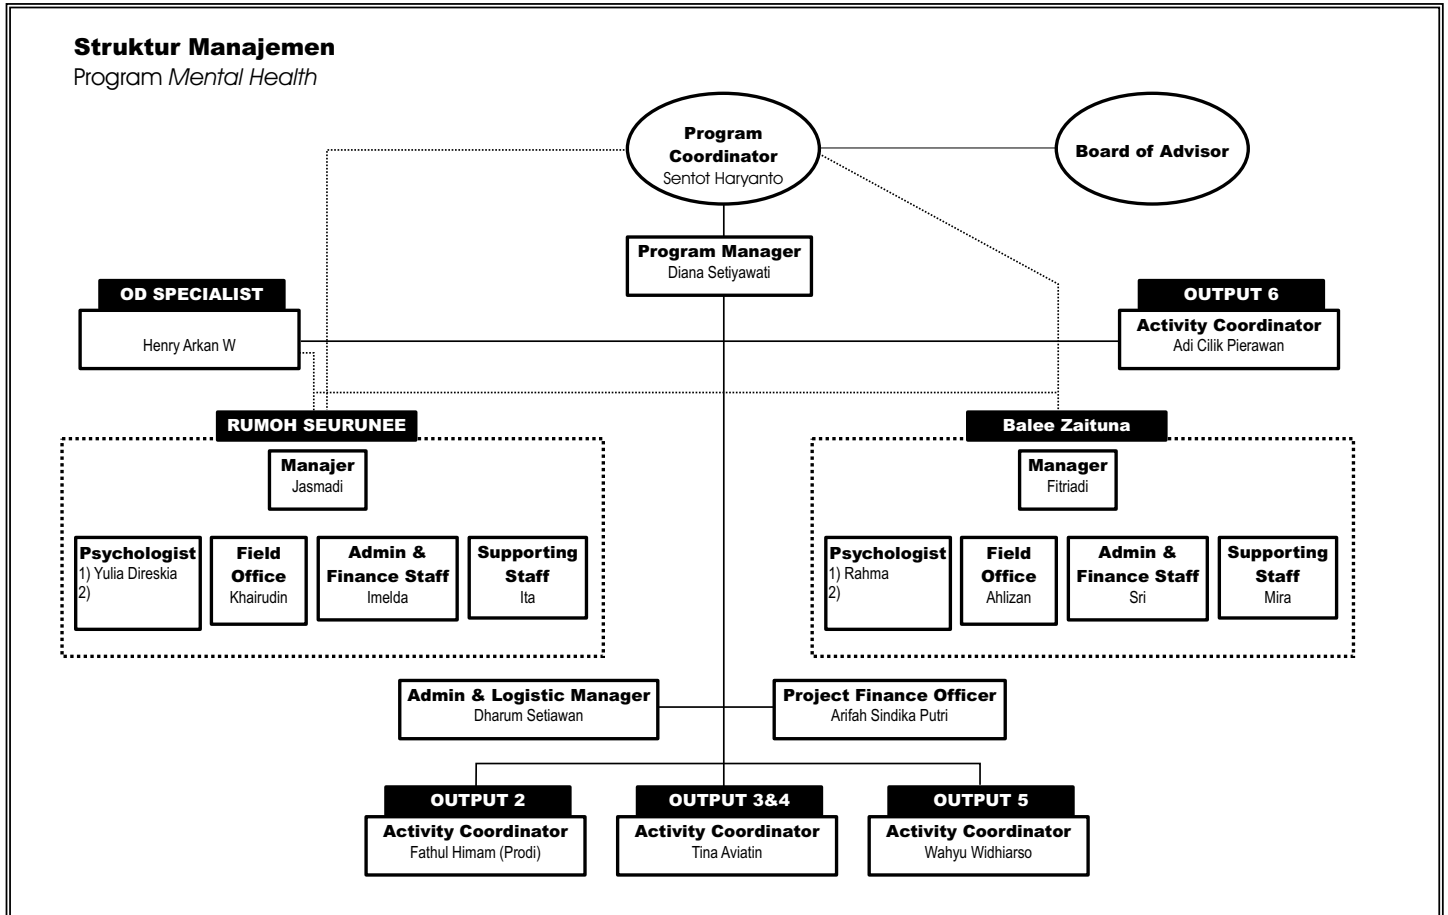 Struktur Manajemen
Program Mental Health
Program
Coordinator
Sentot Haryanto
Board of Advisor
Program Manager
Diana Setiyawati
OD SPECIALIST
Henry Arkan W
OUTPUT 6
Activity Coordinator
Adi Cilik Pierawan
RUMOH SEURUNEE
Manajer
Jasmadi
Psychologist
1) Yulia Direskia
2)
Field
Office
Khairudin
Admin &
Finance Staff
Imelda
Supporting
Staff
Ita
Balee Zaituna
Manager
Fitriadi
Psychologist
1) Rahma
2)
Field
Office
Ahlizan
Admin &
Finance Staff
Sri
Supporting
Staff
Mira
Admin & Logistic Manager
Dharum Setiawan
Project Finance Officer
Arifah Sindika Putri
OUTPUT 2
Activity Coordinator
Fathul Himam (Prodi)
OUTPUT 3&4
Activity Coordinator
Tina Aviatin
OUTPUT 5
Activity Coordinator
Wahyu Widhiarso